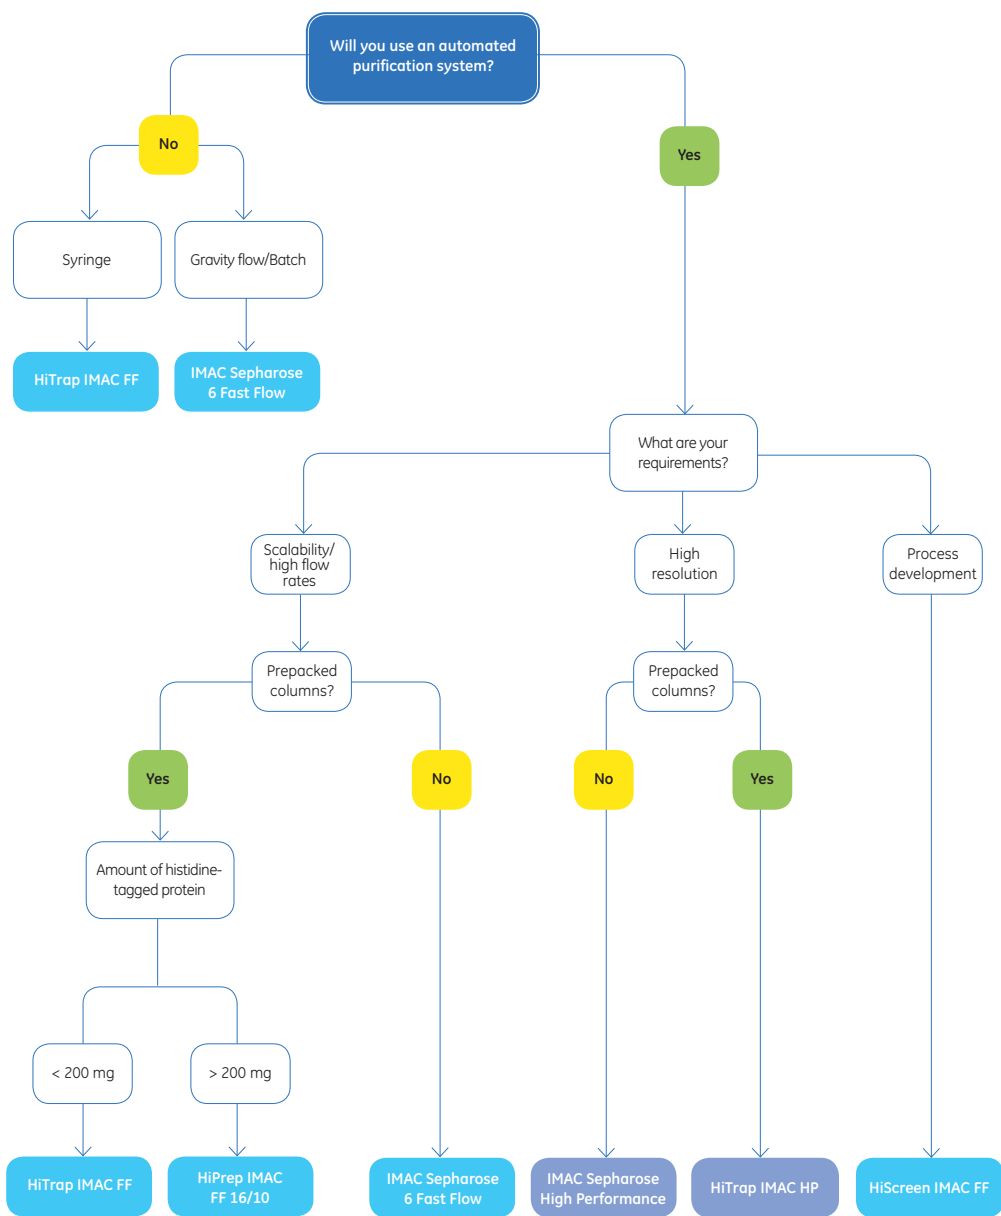 Will you use an automated
purification system?
No
Yes
Syringe
Gravity flow/Batch
HiTrap IMAC FF
IMAC Sepharose
6 Fast Flow
What are your
requirements?
Scalability/
high flow
rates
High
resolution
Process
development
Prepacked
columns?
Prepacked
columns?
Yes
No
No
Yes
Amount of histidine-
tagged protein
< 200 mg
> 200 mg
HiTrap IMAC FF
HiPrep IMAC
FF 16/10
IMAC Sepharose
6 Fast Flow
IMAC Sepharose
High Performance
HiTrap IMAC HP
HiScreen IMAC FF